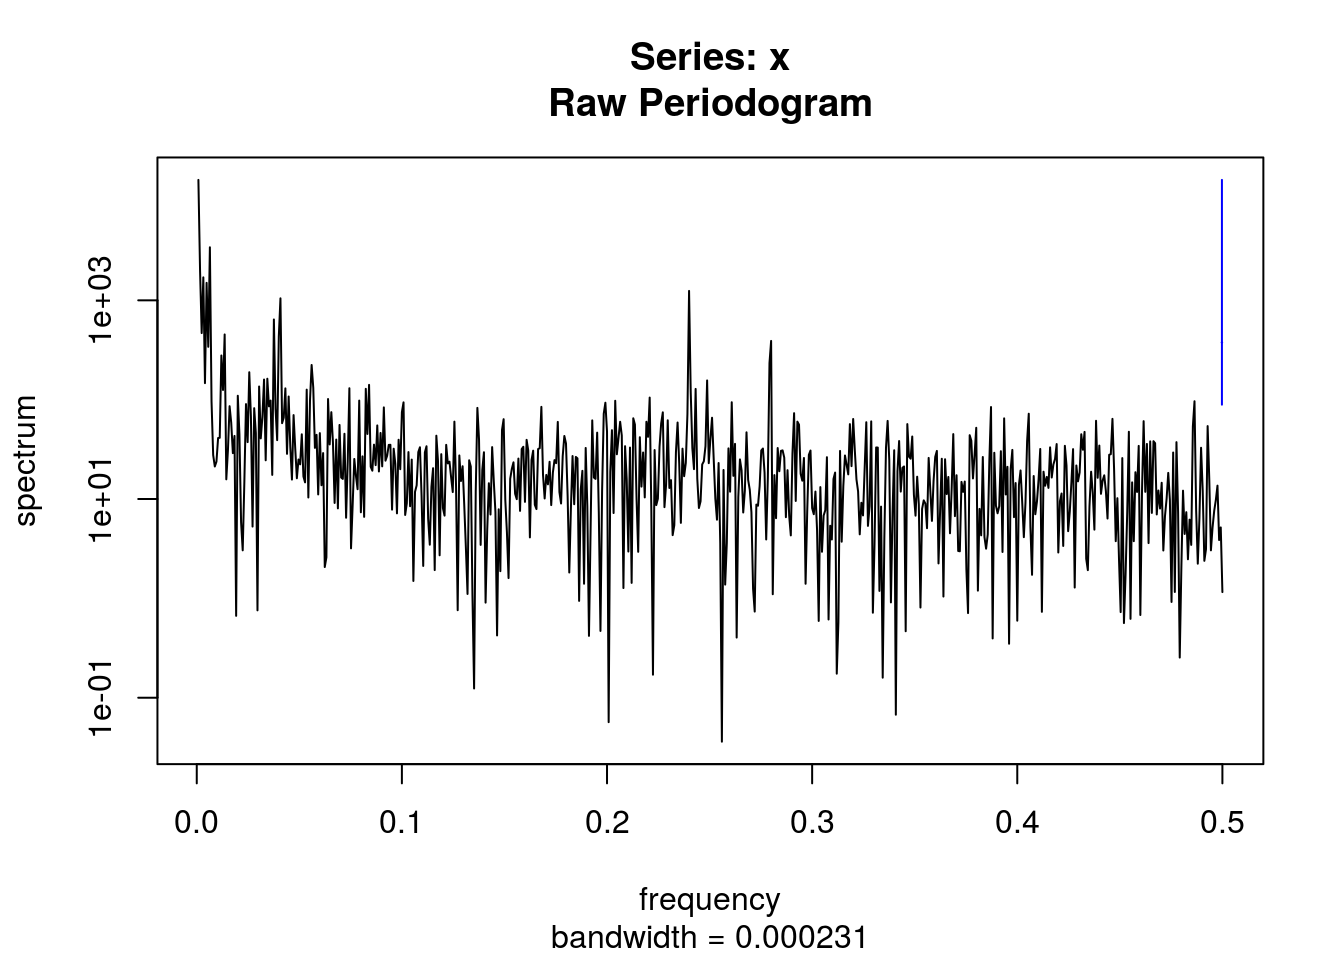 Series: x
Raw Periodogram
spectrum
1e+03
1e+01
1e-01
0.0 0.1 0.2 0.3 0.4 0.5
frequency
bandwidth = 0.000231